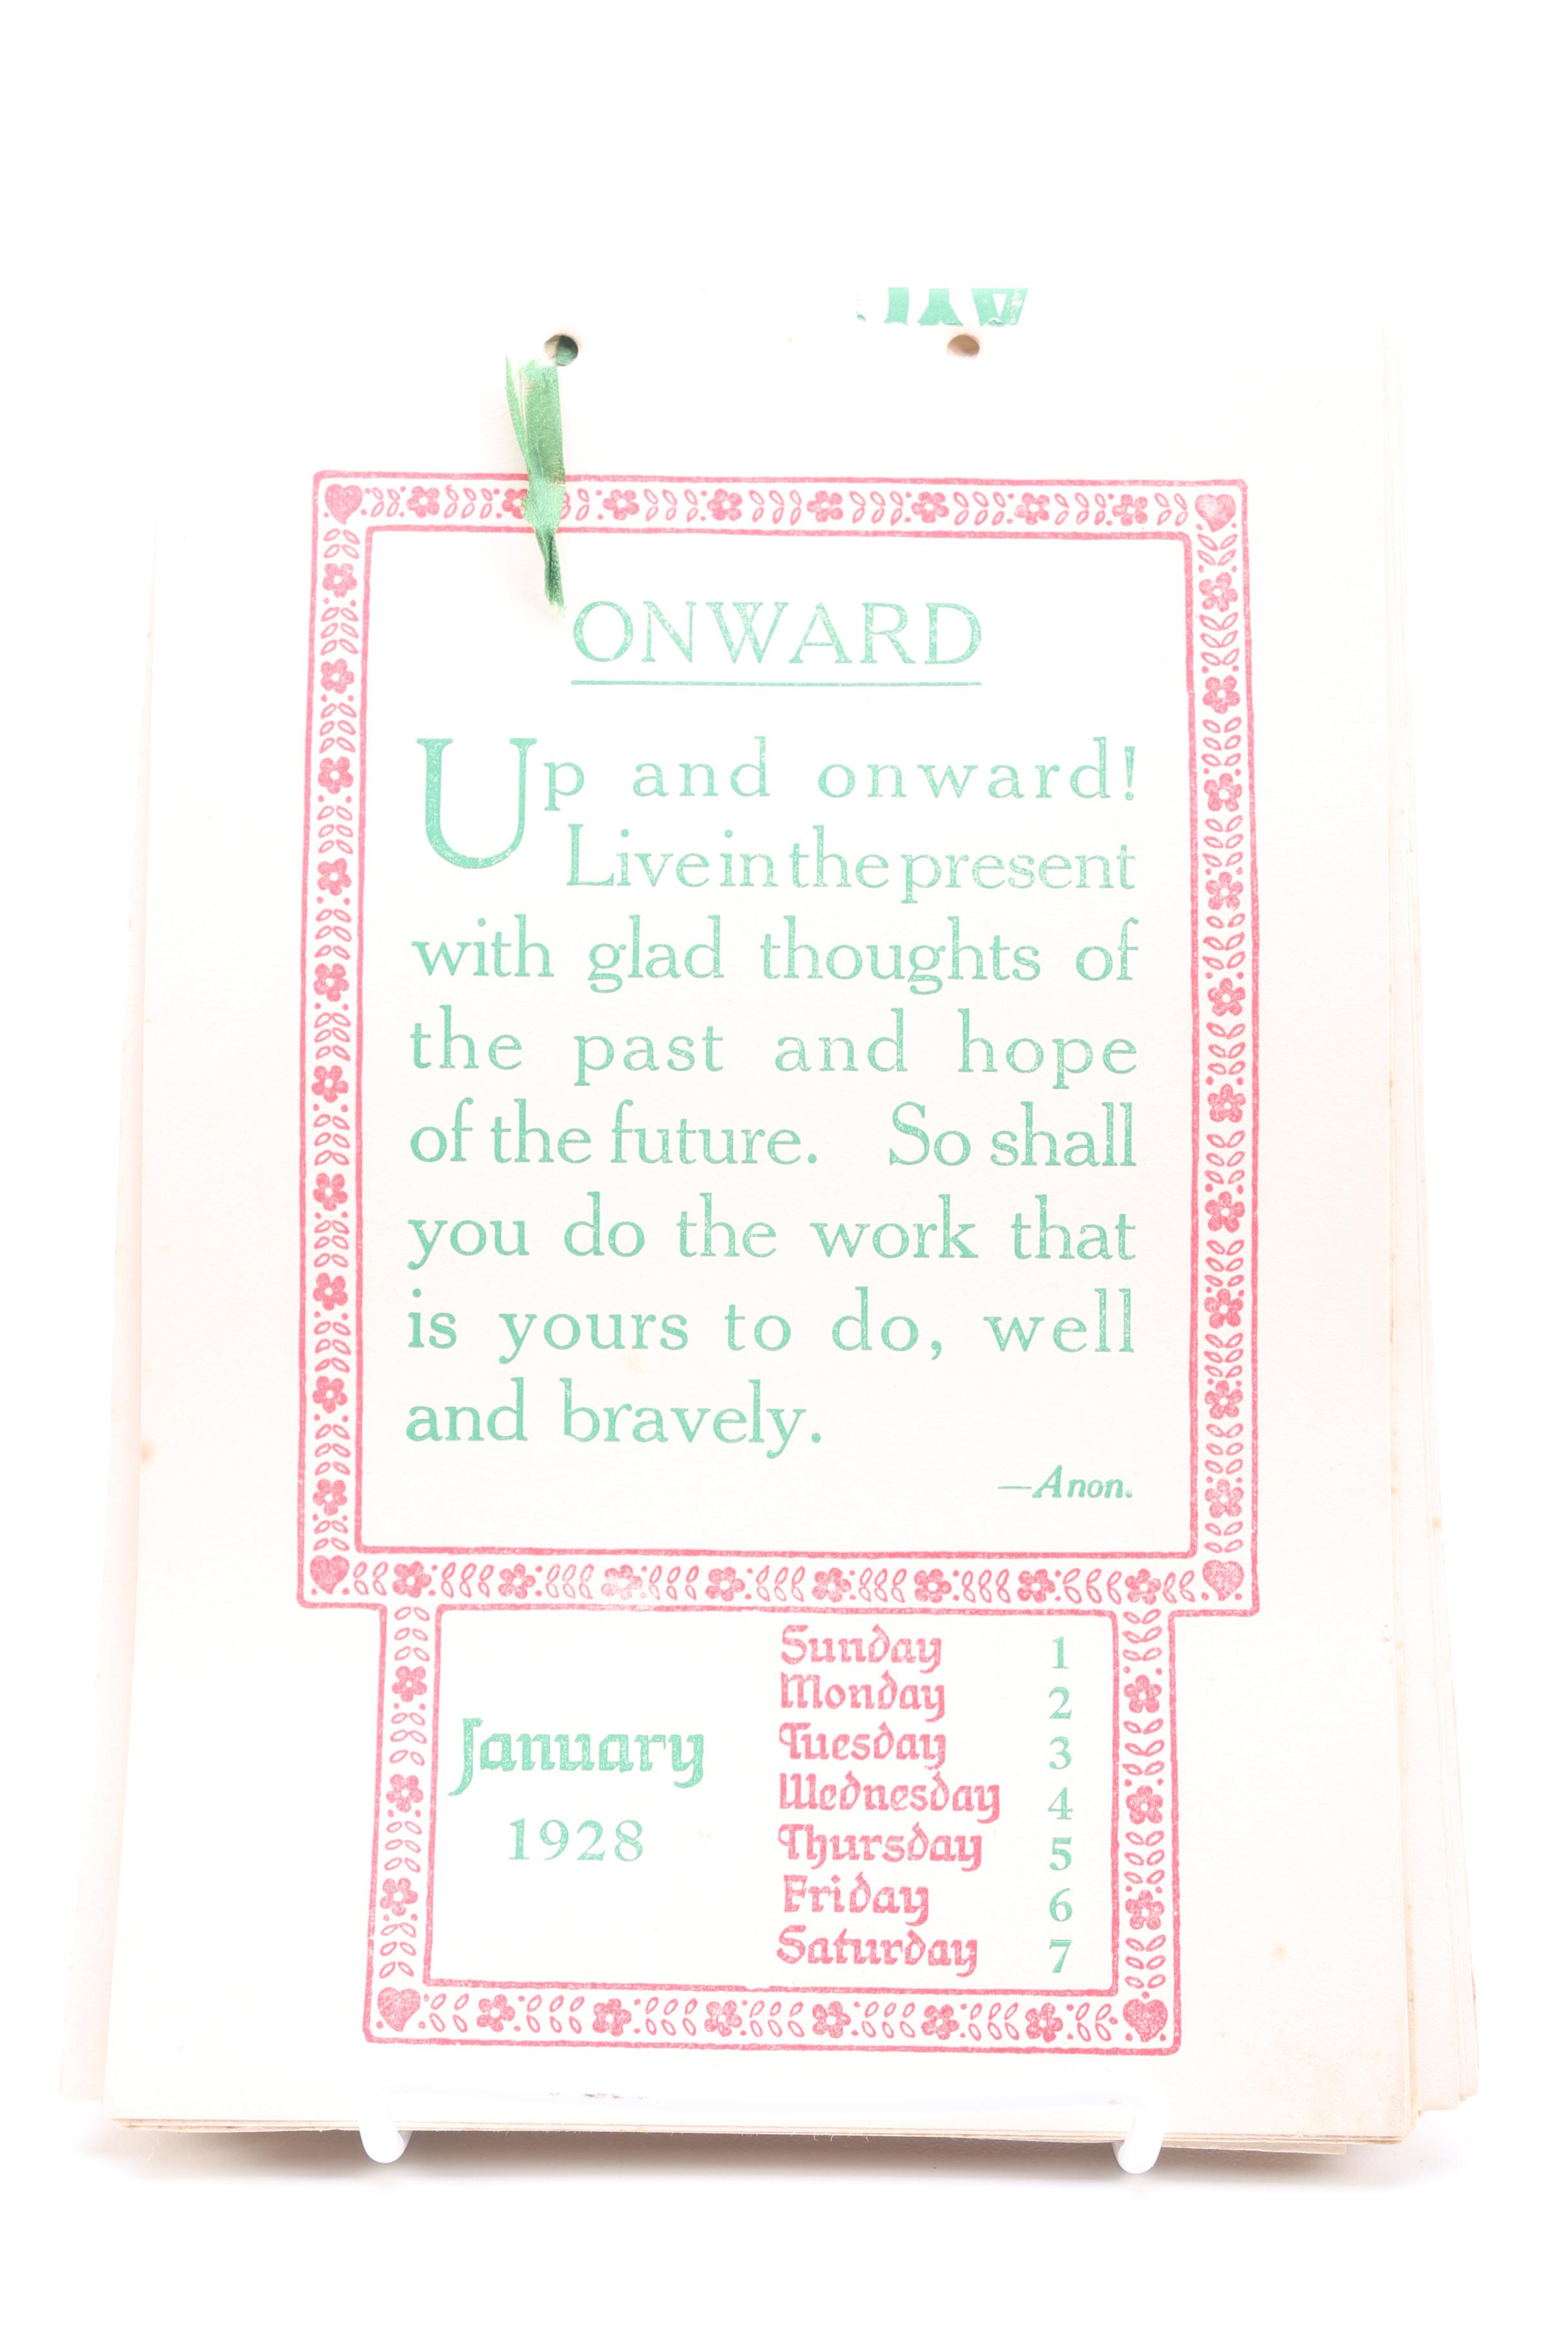 ONWARD
Up and onward!
Live in the present
with glad thoughts of
the past and hope
of the future. So shall
you do the work that
is yours to do, well
and bravely.
—Anon.
January
1928
Sunday 1
Monday 2
Tuesday 3
Wednesday 4
Thursday 5
Friday 6
Saturday 7